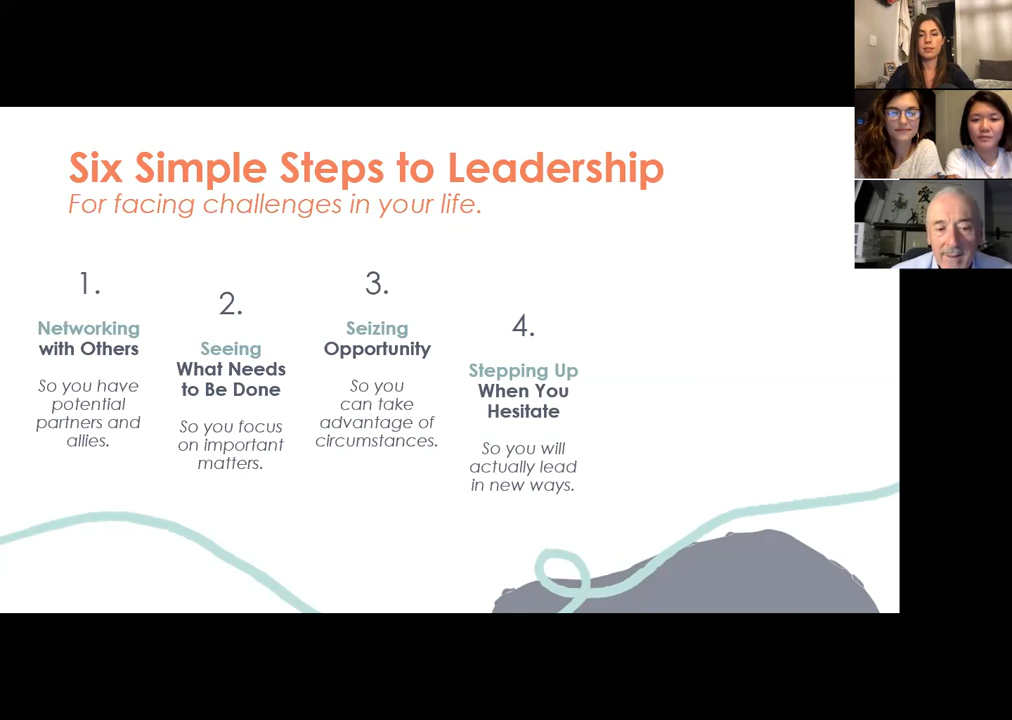 Six Simple Steps to Leadership
For facing challenges in your life.
1.
Networking
with Others
So you have
potential
partners and
allies.
2.
Seeing
What Needs
to Be Done
So you focus
on important
matters.
3.
Seizing
Opportunity
So you
can take
advantage of
circumstances.
4.
Stepping Up
When You
Hesitate
So you will
actually lead
in new ways.
愛